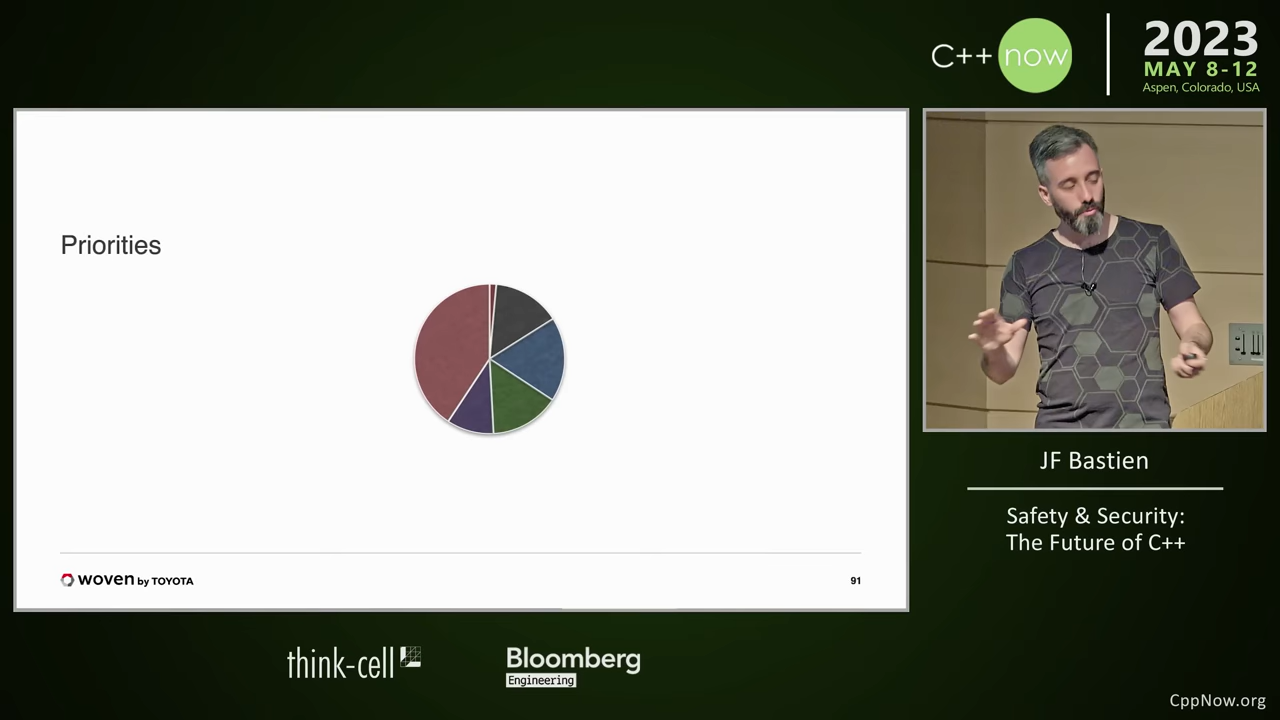 C++ now
2023
MAY 8-12
Aspen, Colorado, USA
Priorities
woven by TOYOTA
91
JF Bastien
Safety & Security:
The Future of C++
think-cell
Bloomberg
Engineering
CppNow.org